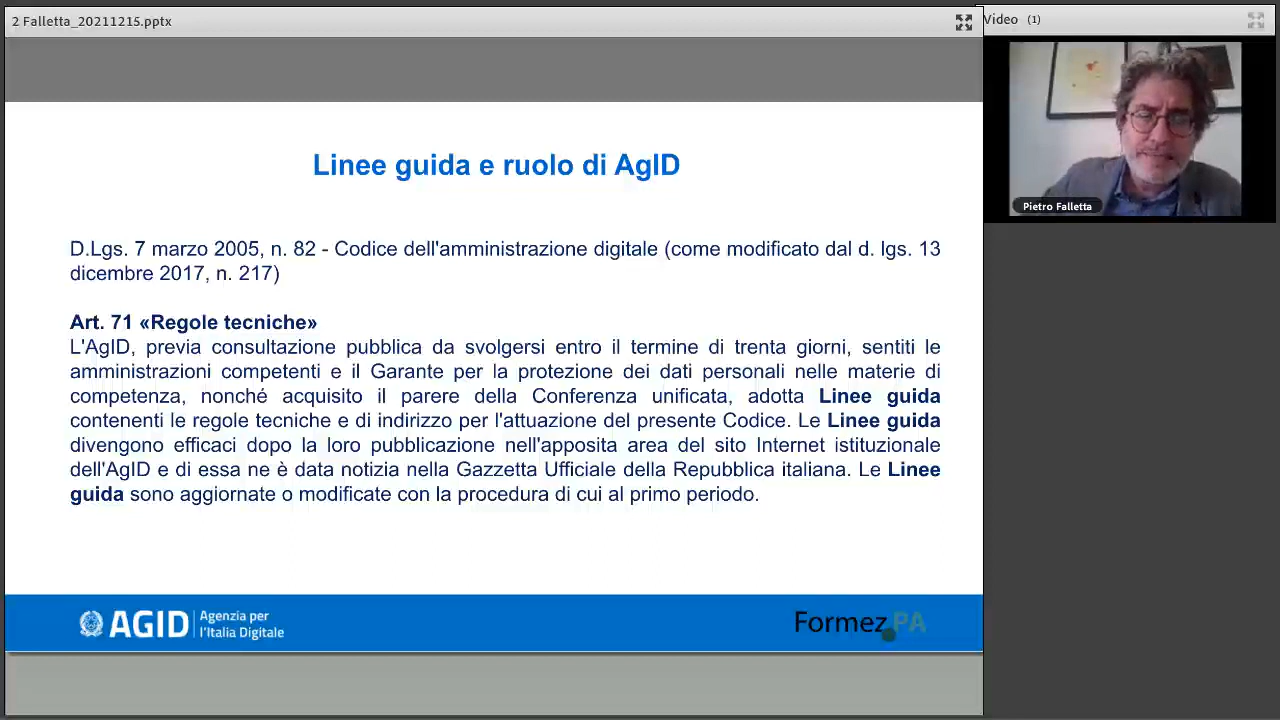 2 Falletta_20211215.pptx
Video (1)
Pietro Falletta
Linee guida e ruolo di AgID
D.Lgs. 7 marzo 2005, n. 82 - Codice dell'amministrazione digitale (come modificato dal d. lgs. 13
dicembre 2017, n. 217)
Art. 71 «Regole tecniche»
L'AgID, previa consultazione pubblica da svolgersi entro il termine di trenta giorni, sentiti le
amministrazioni competenti e il Garante per la protezione dei dati personali nelle materie di
competenza, nonché acquisito il parere della Conferenza unificata, adotta Linee guida
contenenti le regole tecniche e di indirizzo per l'attuazione del presente Codice. Le Linee guida
divengono efficaci dopo la loro pubblicazione nell'apposita area del sito Internet istituzionale
dell'AgID e di essa ne è data notizia nella Gazzetta Ufficiale della Repubblica italiana. Le Linee
guida sono aggiornate o modificate con la procedura di cui al primo periodo.
AGID
Agenzia per
l'Italia Digitale
Formez PA